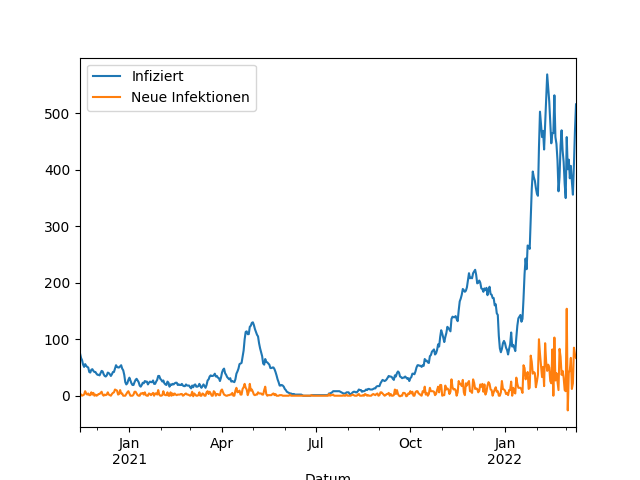 Infiziert
Neue Infektionen
500
400
300
200
100
0
Jan
2021
Apr
Jul
Oct
Jan
2022
Datum